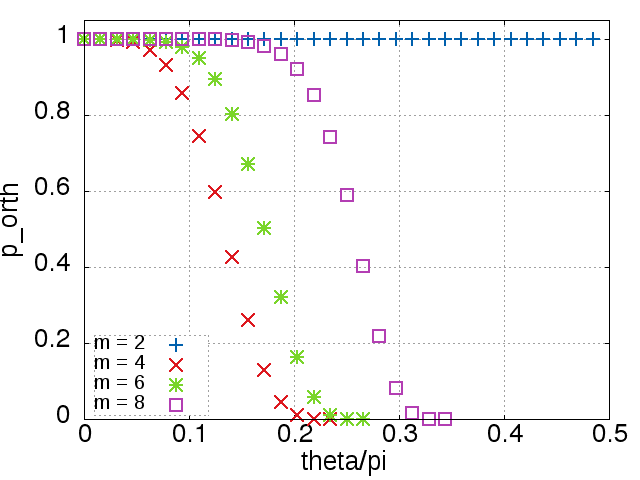 1
0.8
0.6
0.4
0.2
0
p_orth
m = 2
m = 4
m = 6
m = 8
0 0.1 0.2 0.3 0.4 0.5
theta/pi